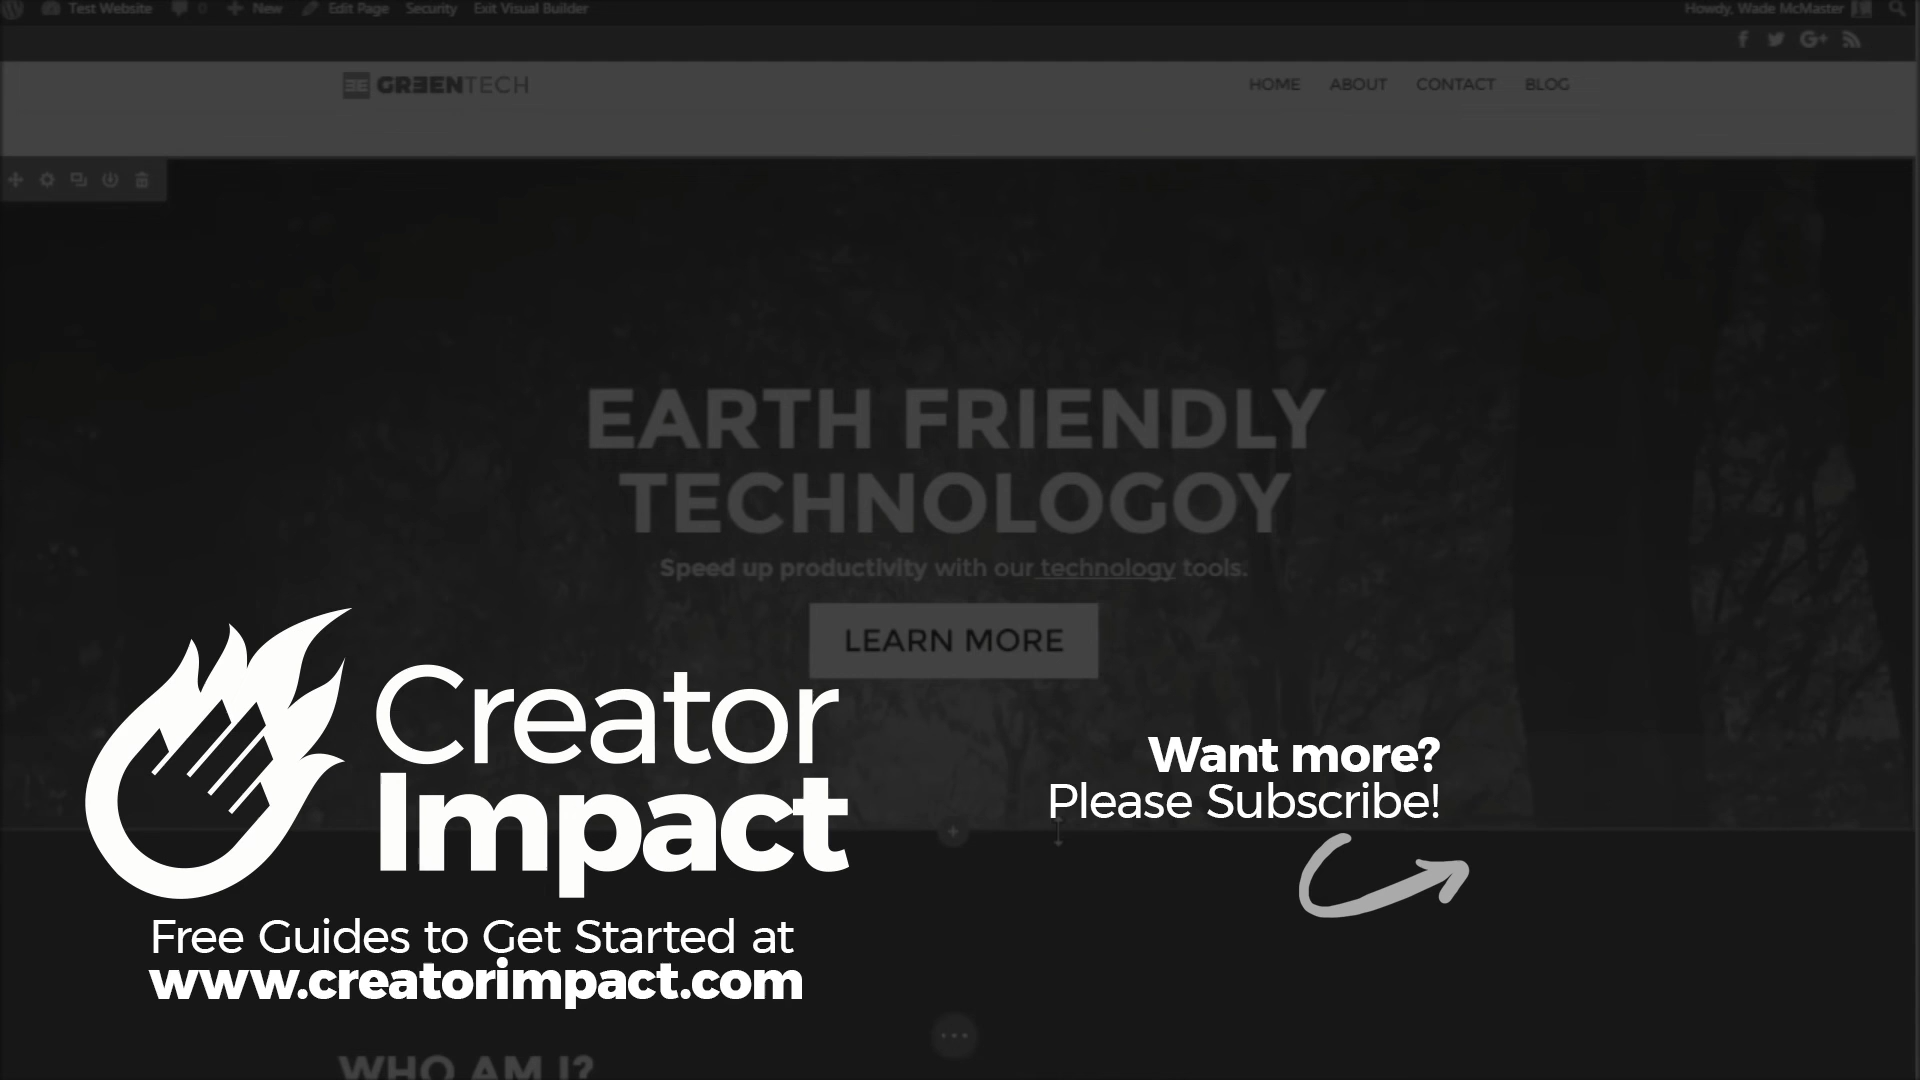 Test Website 0 New Edit Page Security Exit Visual Builder Howdy, Wade McMaster
GREENTECH HOME ABOUT CONTACT BLOG
EARTH FRIENDLY
TECHNOLOGOY
Speed up productivity with our technology tools.
LEARN MORE
Creator
Impact
Free Guides to Get Started at
www.creatorimpact.com
Want more?
Please Subscribe!
WHO AM I?